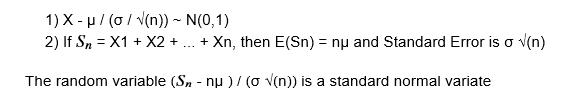 1) X - μ / (σ / √(n)) ~ N(0,1)
2) If Sn = X1 + X2 + ... + Xn, then E(Sn) = nμ and Standard Error is σ √(n)
The random variable (Sn - nμ ) / (σ √(n)) is a standard normal variate